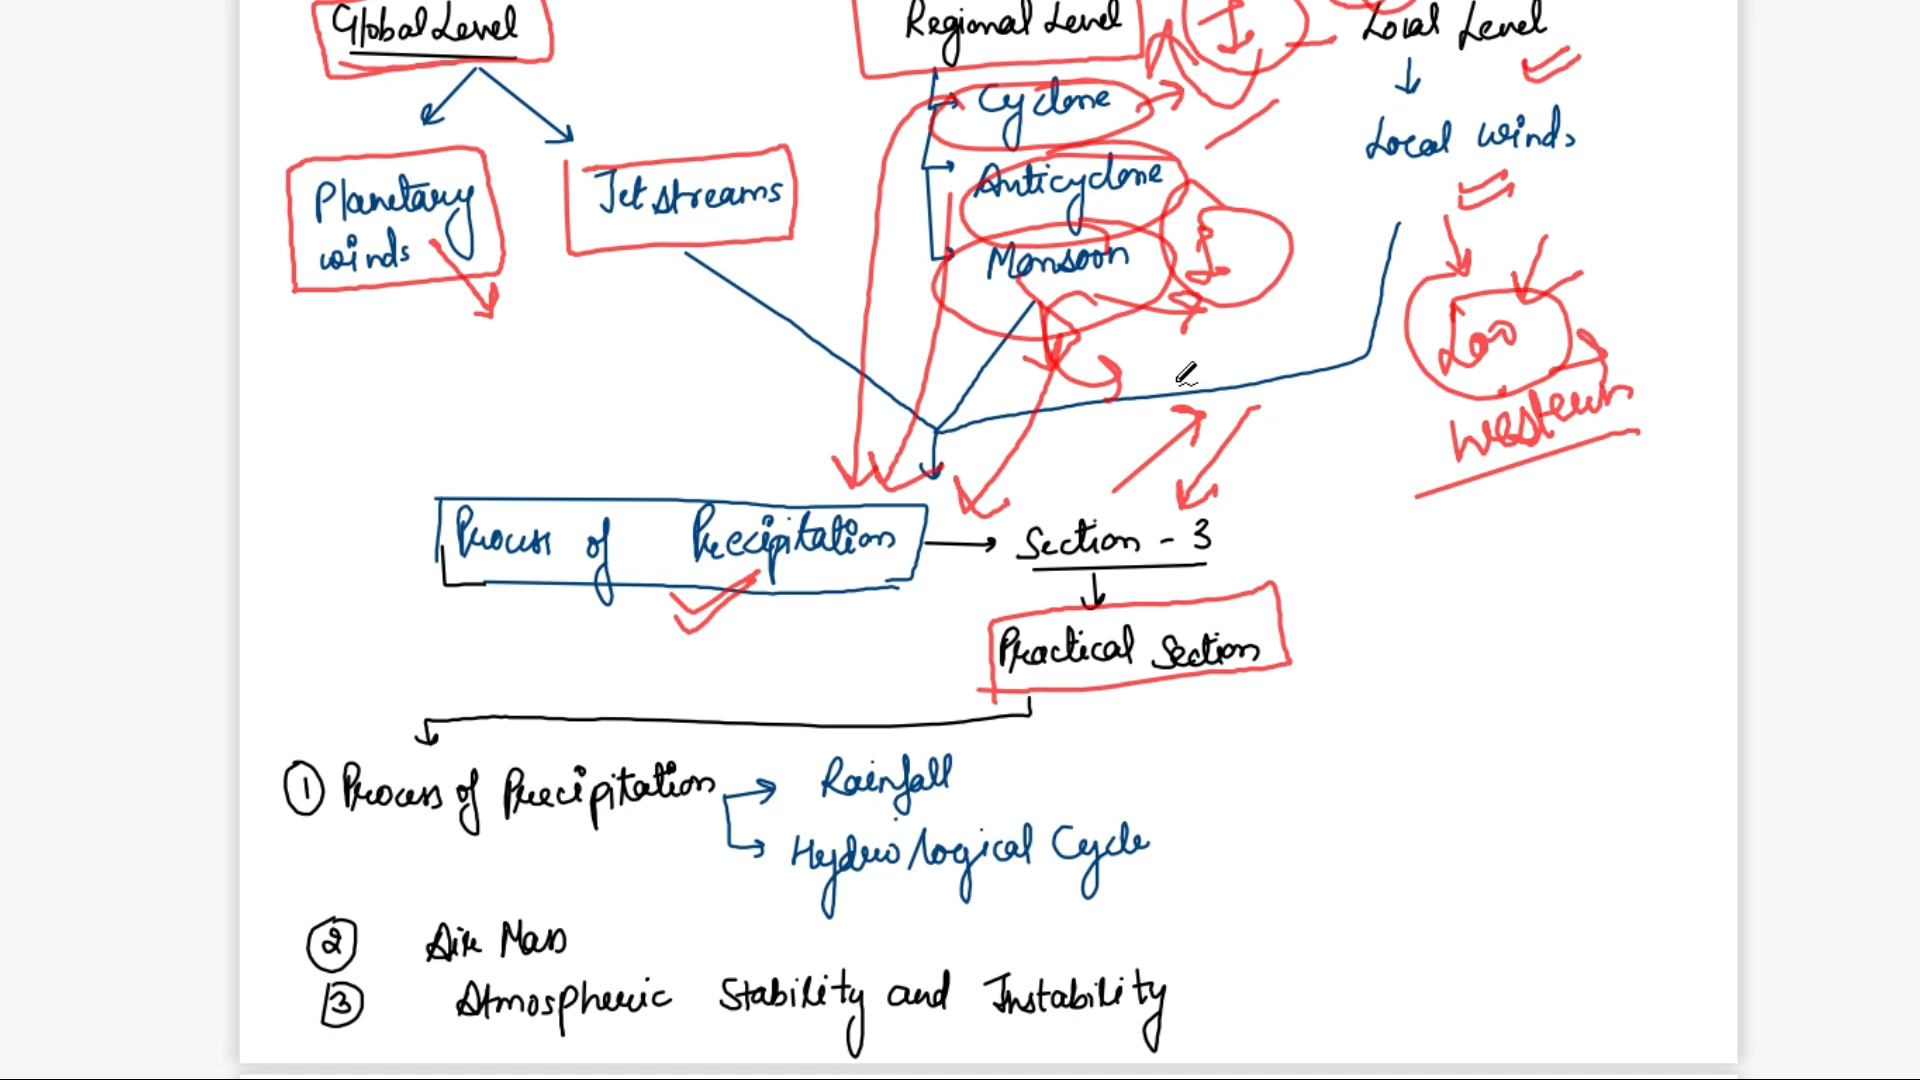 Global Level
Regional Level
Local Level
Cyclone
Local winds
Anticyclone
Planetary
winds
Jet streams
Monsoon
Loo
western
Process of Precipitation
Section - 3
Practical Section
① Process of Precipitation
Rainfall
Hydrological Cycle
② Air Mass
③ Atmospheric Stability and Instability